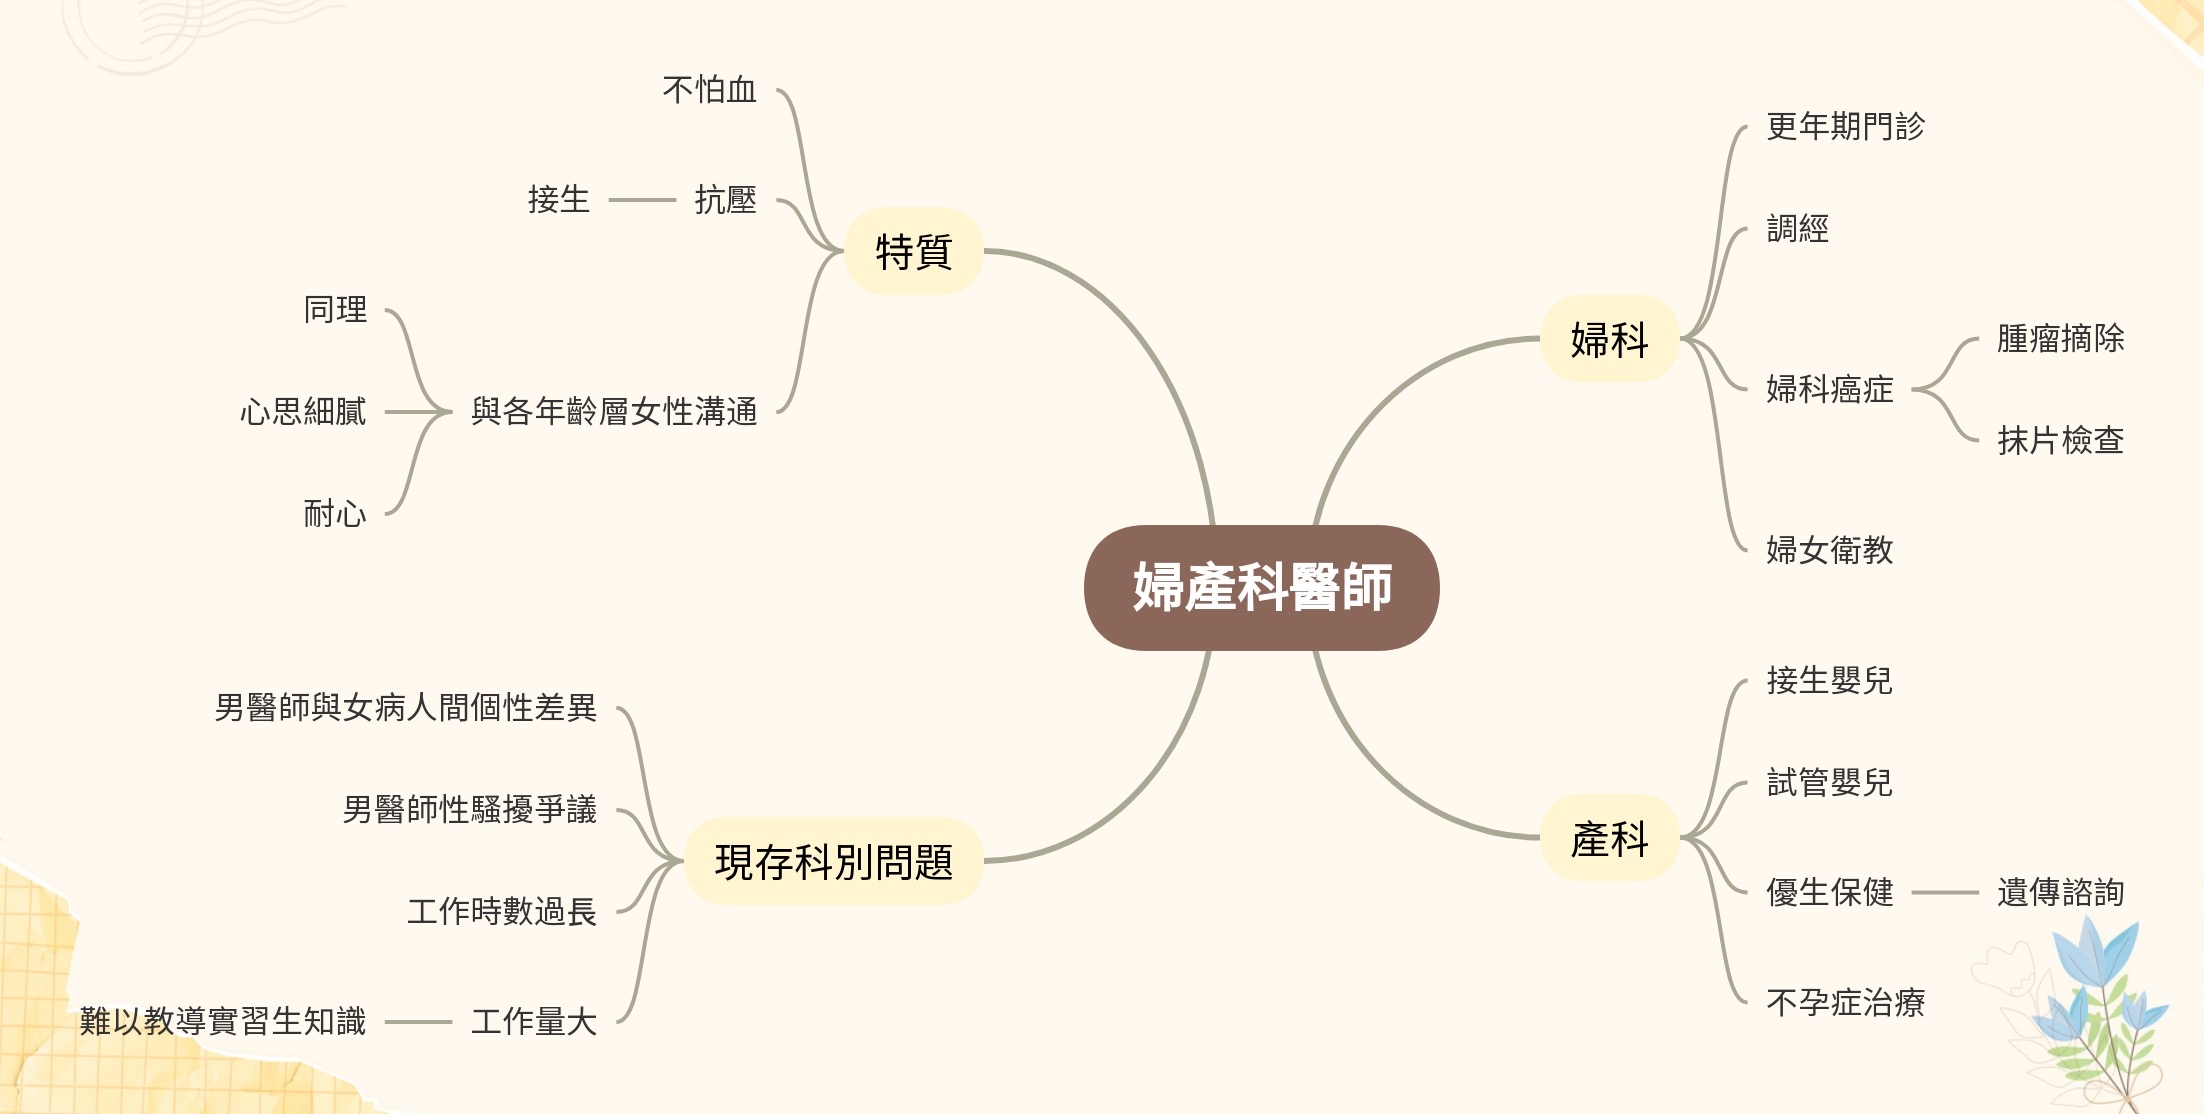 不怕血
接生
抗壓
特質
同理
心思細膩
與各年齡層女性溝通
耐心
更年期門診
調經
婦科
腫瘤摘除
婦科癌症
抹片檢查
婦女衛教
婦產科醫師
男醫師與女病人間個性差異
男醫師性騷擾爭議
現存科別問題
工作時數過長
難以教導實習生知識
工作量大
接生嬰兒
試管嬰兒
產科
優生保健
遺傳諮詢
不孕症治療